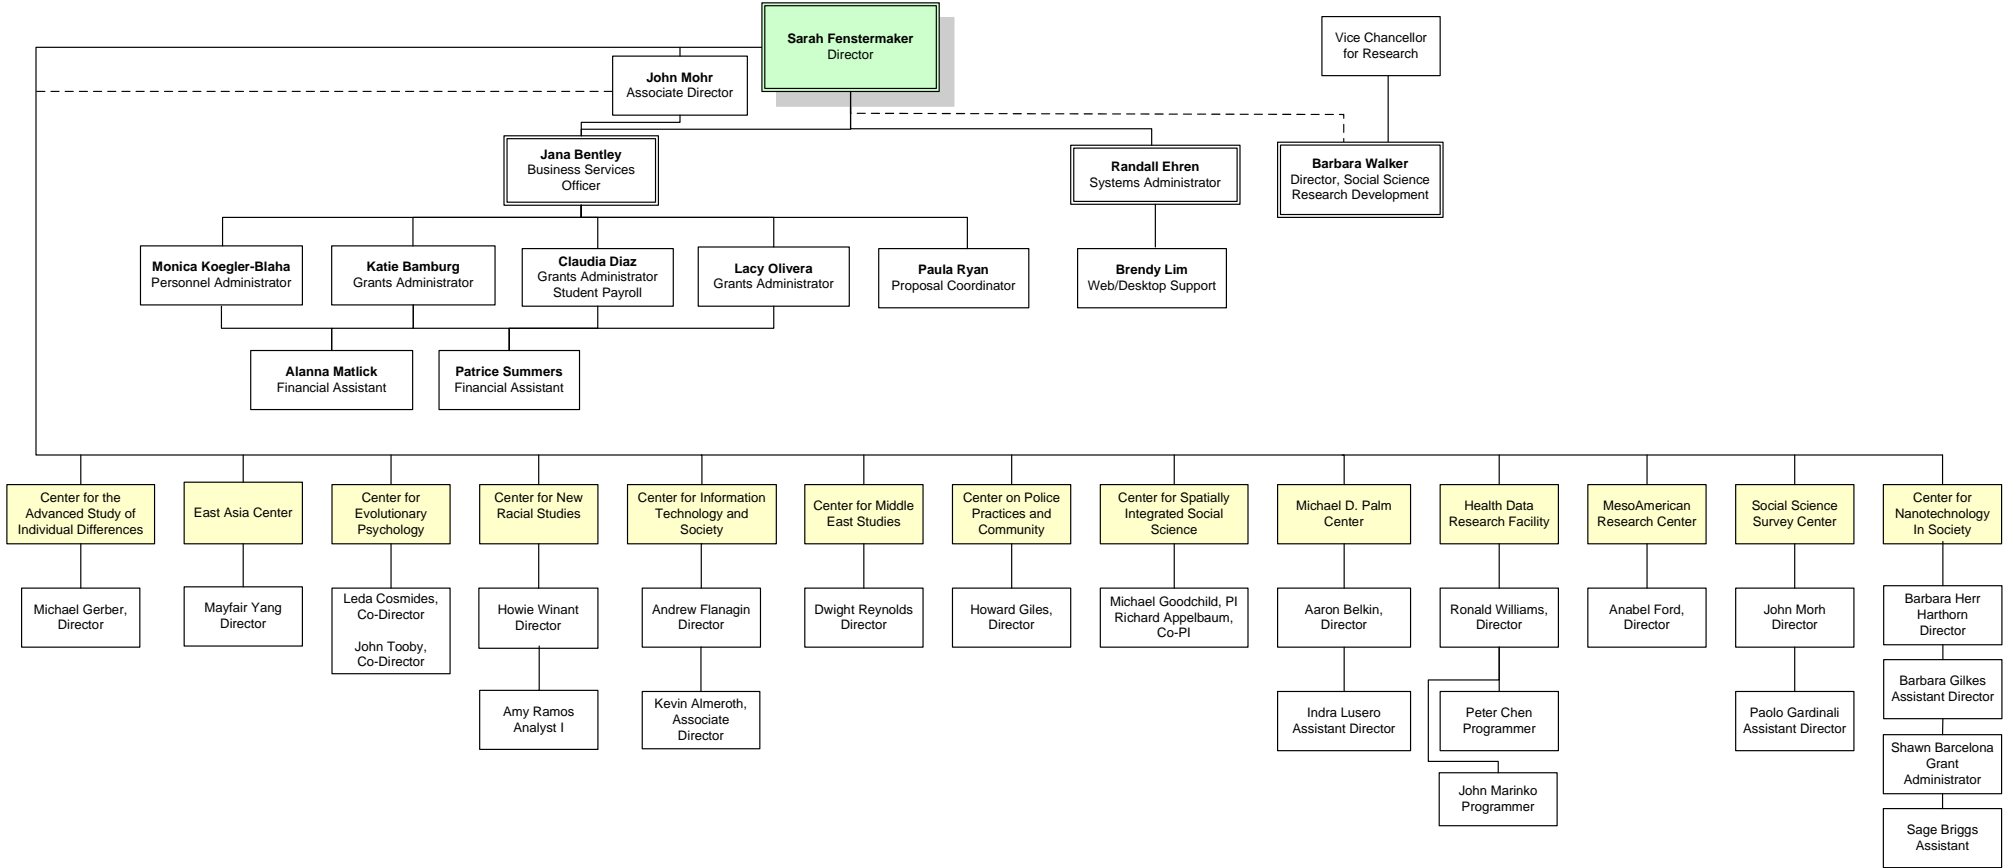 Sarah Fenstermaker
Director
Vice Chancellor
for Research
John Mohr
Associate Director
Jana Bentley
Business Services
Officer
Randall Ehren
Systems Administrator
Barbara Walker
Director, Social Science
Research Development
Monica Koegler-Blaha
Personnel Administrator
Katie Bamburg
Grants Administrator
Claudia Diaz
Grants Administrator
Student Payroll
Lacy Olivera
Grants Administrator
Paula Ryan
Proposal Coordinator
Brendy Lim
Web/Desktop Support
Alanna Matlick
Financial Assistant
Patrice Summers
Financial Assistant
Center for the
Advanced Study of
Individual Differences
East Asia Center
Center for
Evolutionary
Psychology
Center for New
Racial Studies
Center for Information
Technology and
Society
Center for Middle
East Studies
Center on Police
Practices and
Community
Center for Spatially
Integrated Social
Science
Michael D. Palm
Center
Health Data
Research Facility
MesoAmerican
Research Center
Social Science
Survey Center
Center for
Nanotechnology
In Society
Michael Gerber,
Director
Mayfair Yang
Director
Leda Cosmides,
Co-Director
John Tooby,
Co-Director
Howie Winant
Director
Andrew Flanagin
Director
Dwight Reynolds
Director
Howard Giles,
Director
Michael Goodchild, PI
Richard Appelbaum,
Co-PI
Aaron Belkin,
Director
Ronald Williams,
Director
Anabel Ford,
Director
John Morh
Director
Barbara Herr
Harthorn
Director
Amy Ramos
Analyst I
Kevin Almeroth,
Associate
Director
Indra Lusero
Assistant Director
Peter Chen
Programmer
Paolo Gardinali
Assistant Director
Barbara Gilkes
Assistant Director
John Marinko
Programmer
Shawn Barcelona
Grant
Administrator
Sage Briggs
Assistant